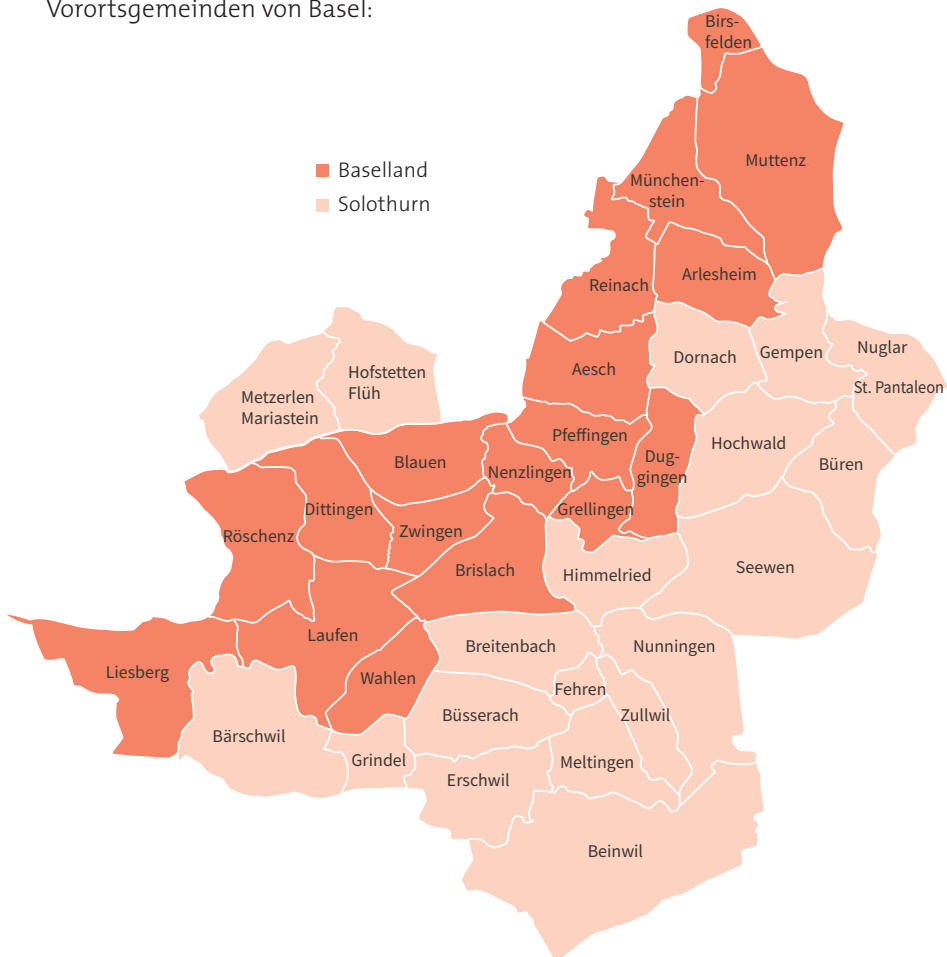 Vorortsgemeinden von Basel:
Birs-
felden
Baselland
Muttenz
München-
stein
Solothurn
Arlesheim
Reinach
Nuglar
Gempen
Dornach
Aesch
Hofstetten
Flüh
St. Pantaleon
Metzerlen
Mariastein
Pfeffingen
Hochwald
Dug-
gingen
Blauen
Büren
Nenzlingen
Dittingen
Grellingen
Zwingen
Röschenz
Seewen
Brislach
Himmelried
Laufen
Breitenbach
Nunningen
Liesberg
Wahlen
Fehren
Büsserach
Zullwil
Bärschwil
Grindel
Meltingen
Erschwil
Beinwil